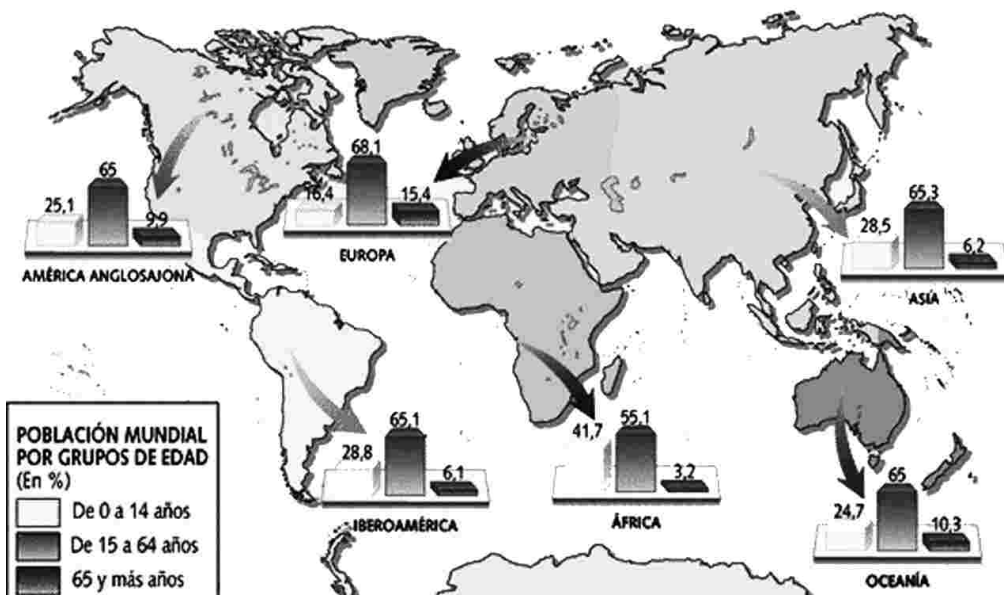 25,1
65
9,9
AMÉRICA ANGLOSAJONA
16,4
68,1
15,4
EUROPA
28,5
65,3
6,2
ASIA
28,8
65,1
6,1
IBEROAMÉRICA
41,7
55,1
3,2
ÁFRICA
24,7
65
10,3
OCEANÍA
POBLACIÓN MUNDIAL
POR GRUPOS DE EDAD
(En %)
De 0 a 14 años
De 15 a 64 años
65 y más años